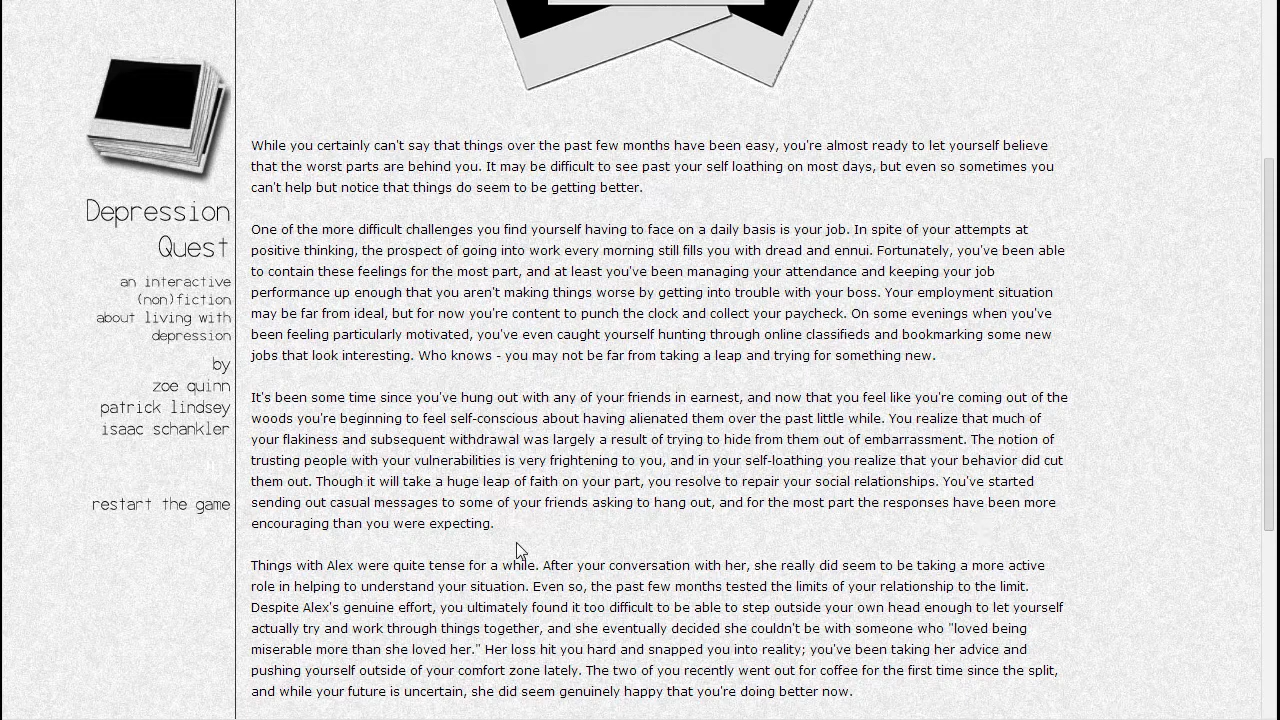 Depression
Quest
an interactive
(non)fiction
about living with
depression
by
zoe quinn
patrick lindsey
isaac schankler
restart the game
While you certainly can't say that things over the past few months have been easy, you're almost ready to let yourself believe
that the worst parts are behind you. It may be difficult to see past your self loathing on most days, but even so sometimes you
can't help but notice that things do seem to be getting better.
One of the more difficult challenges you find yourself having to face on a daily basis is your job. In spite of your attempts at
positive thinking, the prospect of going into work every morning still fills you with dread and ennui. Fortunately, you've been able
to contain these feelings for the most part, and at least you've been managing your attendance and keeping your job
performance up enough that you aren't making things worse by getting into trouble with your boss. Your employment situation
may be far from ideal, but for now you're content to punch the clock and collect your paycheck. On some evenings when you've
been feeling particularly motivated, you've even caught yourself hunting through online classifieds and bookmarking some new
jobs that look interesting. Who knows - you may not be far from taking a leap and trying for something new.
It's been some time since you've hung out with any of your friends in earnest, and now that you feel like you're coming out of the
woods you're beginning to feel self-conscious about having alienated them over the past little while. You realize that much of
your flakiness and subsequent withdrawal was largely a result of trying to hide from them out of embarrassment. The notion of
trusting people with your vulnerabilities is very frightening to you, and in your self-loathing you realize that your behavior did cut
them out. Though it will take a huge leap of faith on your part, you resolve to repair your social relationships. You've started
sending out casual messages to some of your friends asking to hang out, and for the most part the responses have been more
encouraging than you were expecting.
Things with Alex were quite tense for a while. After your conversation with her, she really did seem to be taking a more active
role in helping to understand your situation. Even so, the past few months tested the limits of your relationship to the limit.
Despite Alex's genuine effort, you ultimately found it too difficult to be able to step outside your own head enough to let yourself
actually try and work through things together, and she eventually decided she couldn't be with someone who "loved being
miserable more than she loved her." Her loss hit you hard and snapped you into reality; you've been taking her advice and
pushing yourself outside of your comfort zone lately. The two of you recently went out for coffee for the first time since the split,
and while your future is uncertain, she did seem genuinely happy that you're doing better now.